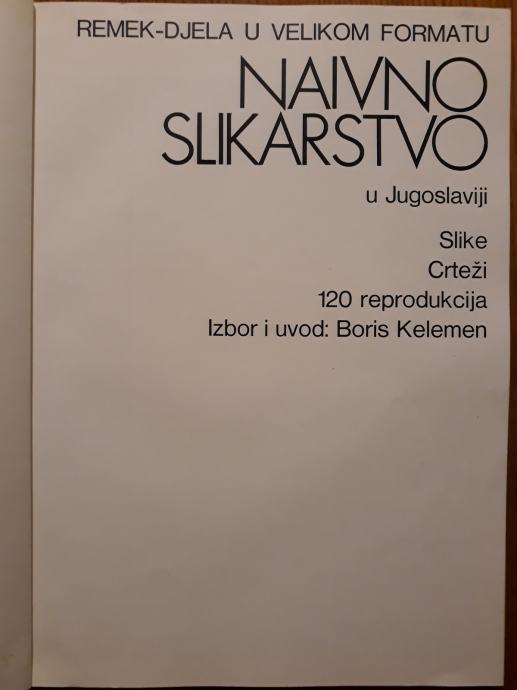 REMEK-DJELA U VELIKOM FORMATU
NAIVNO
SLIKARSTVO
u Jugoslaviji
Slike
Crteži
120 reprodukcija
Izbor i uvod: Boris Kelemen